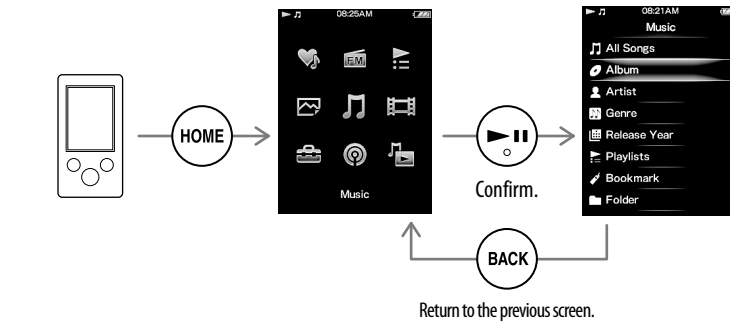 08:25AM
FM
Music
HOME
Confirm.
08:21AM
Music
All Songs
Album
Artist
Genre
Release Year
Playlists
Bookmark
Folder
BACK
Return to the previous screen.